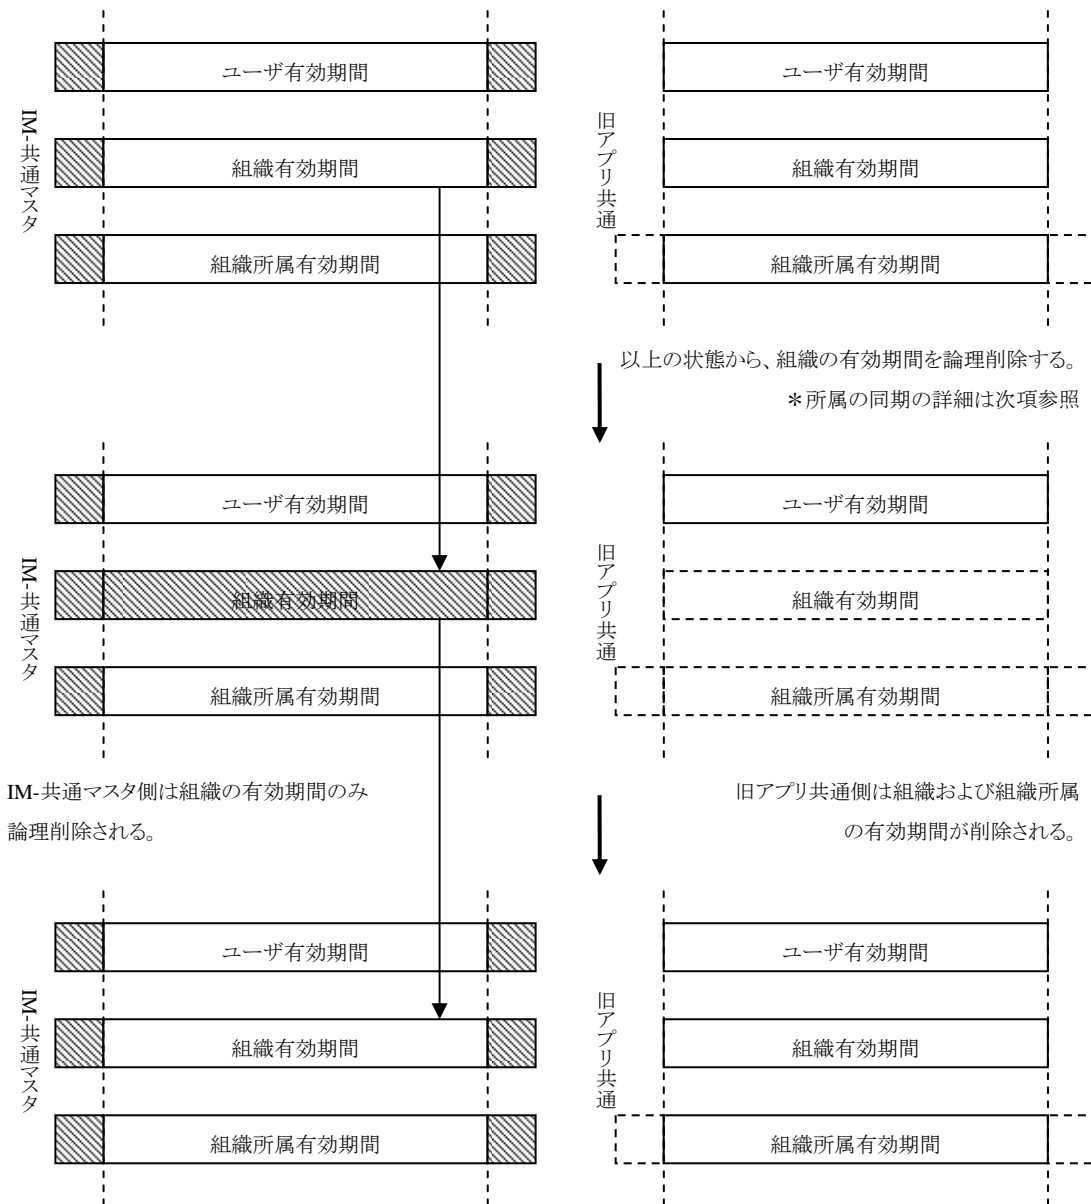 ユーザ有効期間
ユーザ有効期間
IM-共通マスタ
組織有効期間
旧アプリ共通
組織有効期間
組織所属有効期間
組織所属有効期間
以上の状態から、組織の有効期間を論理削除する。
＊所属の同期の詳細は次項参照
ユーザ有効期間
ユーザ有効期間
IM-共通マスタ
組織有効期間
旧アプリ共通
組織有効期間
組織所属有効期間
組織所属有効期間
IM-共通マスタ側は組織の有効期間のみ
論理削除される。
旧アプリ共通側は組織および組織所属
の有効期間が削除される。
ユーザ有効期間
ユーザ有効期間
IM-共通マスタ
組織有効期間
旧アプリ共通
組織有効期間
組織所属有効期間
組織所属有効期間